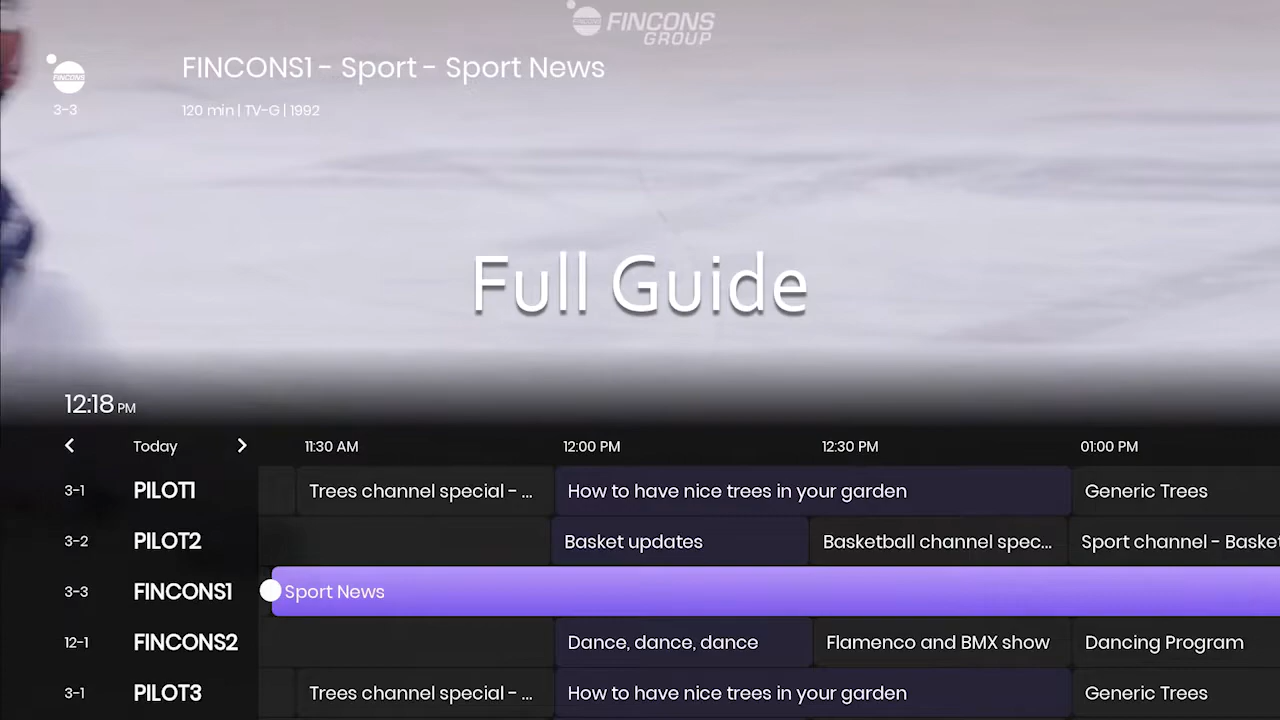 FINCONS
GROUP
FINCONS
FINCONS1 - Sport - Sport News
3-3
120 min | TV-G | 1992
Full Guide
12:18 PM
Today 11:30 AM 12:00 PM 12:30 PM 01:00 PM
3-1 PILOT1 Trees channel special - ... How to have nice trees in your garden Generic Trees
3-2 PILOT2 Basket updates Basketball channel spec... Sport channel - Basket
3-3 FINCONS1 Sport News
12-1 FINCONS2 Dance, dance, dance Flamenco and BMX show Dancing Program
3-1 PILOT3 Trees channel special - ... How to have nice trees in your garden Generic Trees